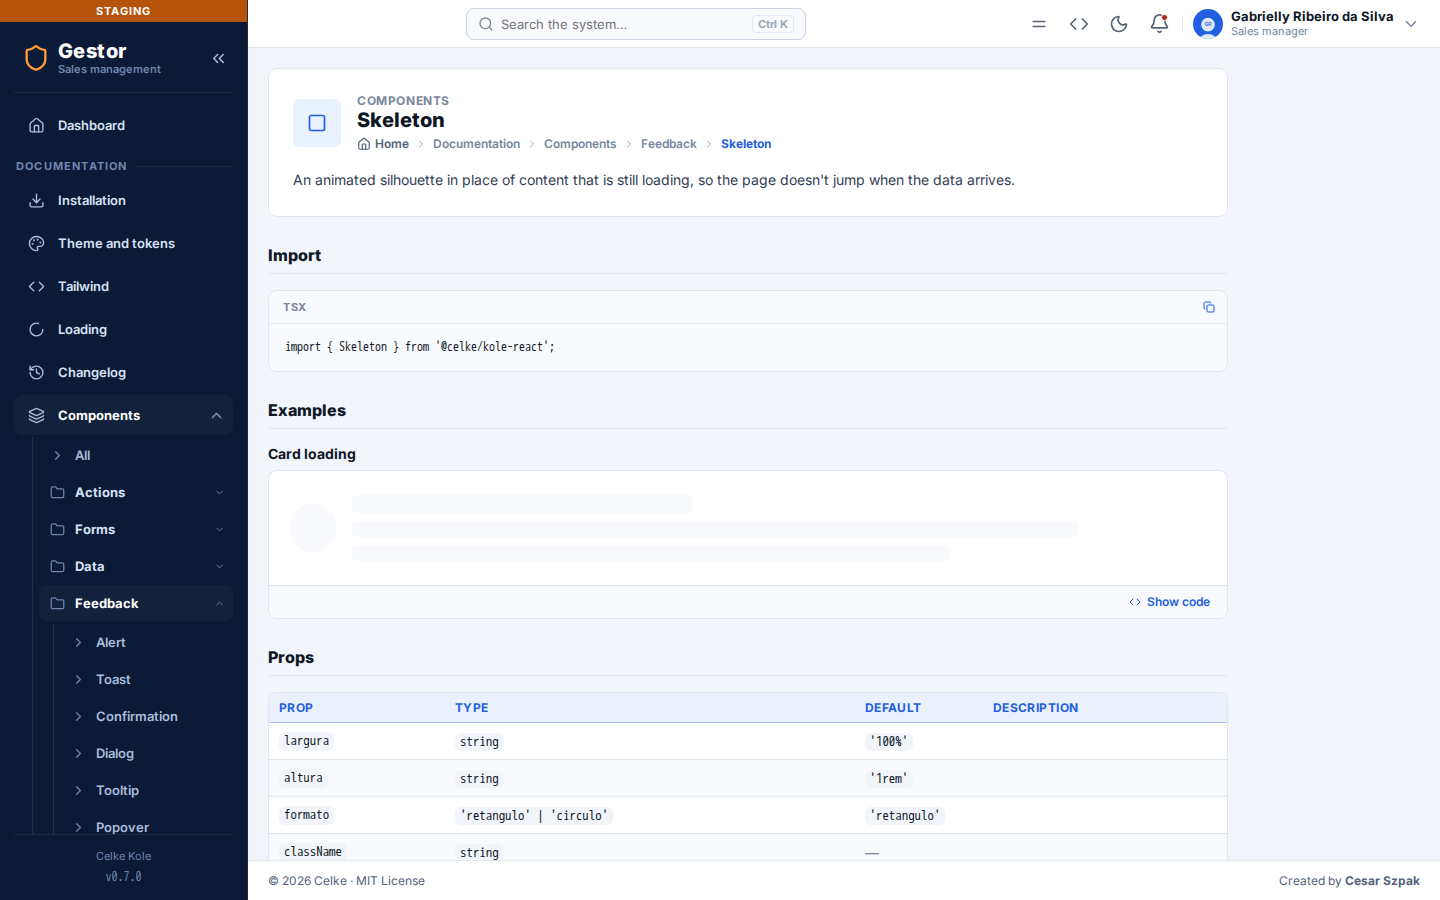 STAGING
Gestor
Sales management
Dashboard
DOCUMENTATION
Installation
Theme and tokens
Tailwind
Loading
Changelog
Components
All
Actions
Forms
Data
Feedback
Alert
Toast
Confirmation
Dialog
Tooltip
Popover
Celke Kole
v0.7.0
Search the system...
Ctrl K
GR
Gabrielly Ribeiro da Silva
Sales manager
COMPONENTS
Skeleton
Home > Documentation > Components > Feedback > Skeleton
An animated silhouette in place of content that is still loading, so the page doesn't jump when the data arrives.
Import
TSX
import { Skeleton } from '@celke/kole-react';
Examples
Card loading
Show code
Props
PROP TYPE DEFAULT DESCRIPTION
largura string '100%'
altura string '1rem'
formato 'retangulo' | 'circulo' 'retangulo'
className string —
© 2026 Celke · MIT License
Created by Cesar Szpak